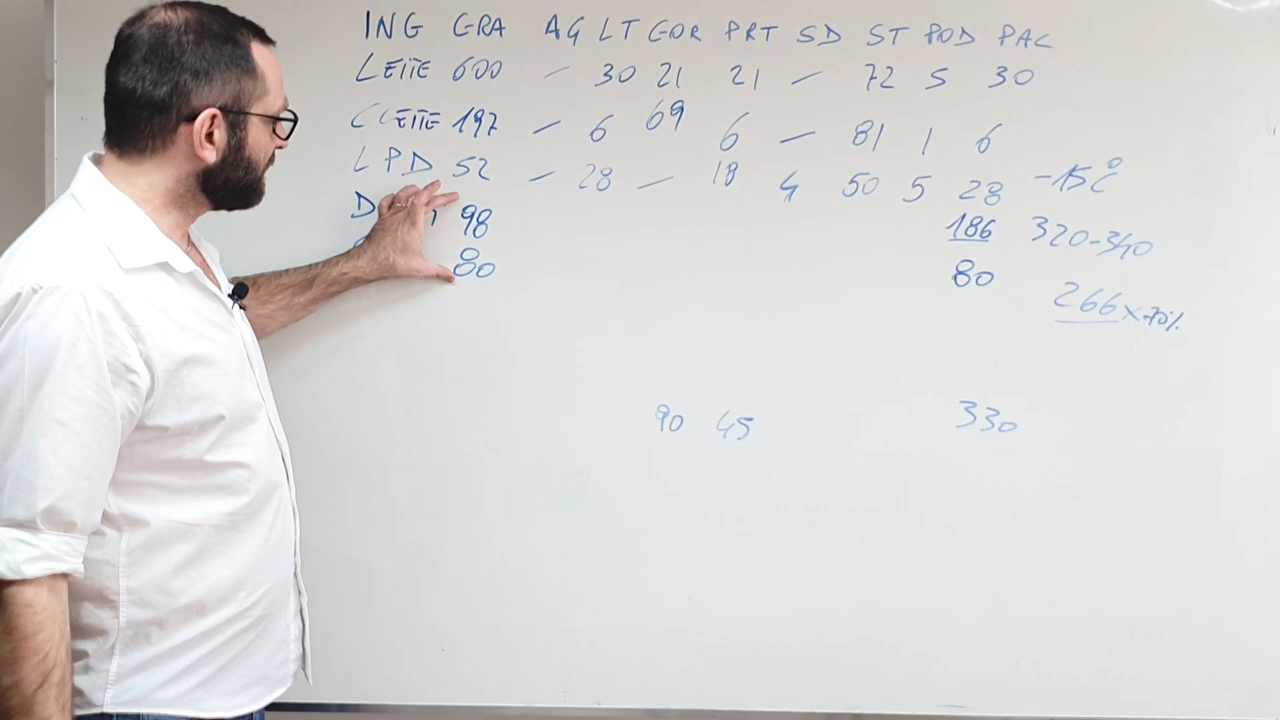 ING GRA AG LT GOR PRT SD ST POD PAC
LEITE 600 - 30 21 21 - 72 5 30
CLEITE 197 - 6 69 6 - 81 1 6
LPD 52 - 28 - 18 4 50 5 28 -15°C
98 186 320-340
80 80
266x70%
90 45 330